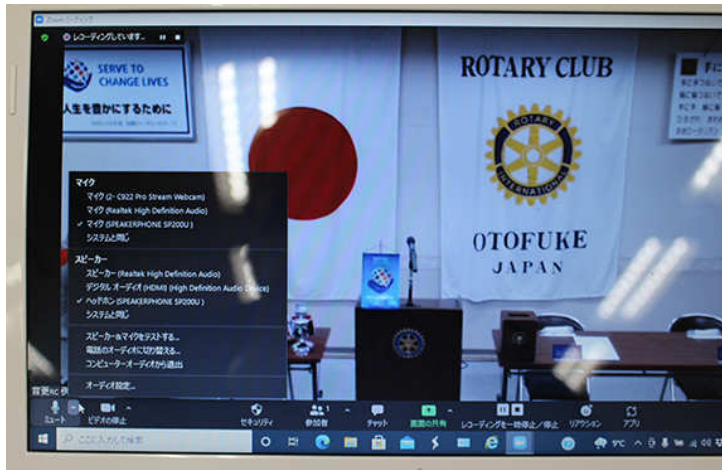 Zoom ミーティング
レコーディングしています...
SERVE TO
CHANGE LIVES
人生を豊かにするために
ROTARY CLUB
ROTARY
INTERNATIONAL
OTOFUKE
JAPAN
マイク
マイク (2- C922 Pro Stream Webcam)
マイク (Realtek High Definition Audio)
✓ マイク (SPEAKERPHONE SP200U )
システムと同じ
スピーカー
スピーカー (Realtek High Definition Audio)
デジタル オーディオ (HDMI) (High Definition Audio Device)
✓ ヘッドホン (SPEAKERPHONE SP200U )
システムと同じ
スピーカー&マイクをテストする...
電話のオーディオに切り替える...
コンピューターオーディオから退出
オーディオ設定...
音更RC
ミュート
ビデオの停止
セキュリティ
参加者
1
チャット
画面の共有
レコーディングを一時停止/停止
リアクション
アプリ
ここに入力して検索
9°C